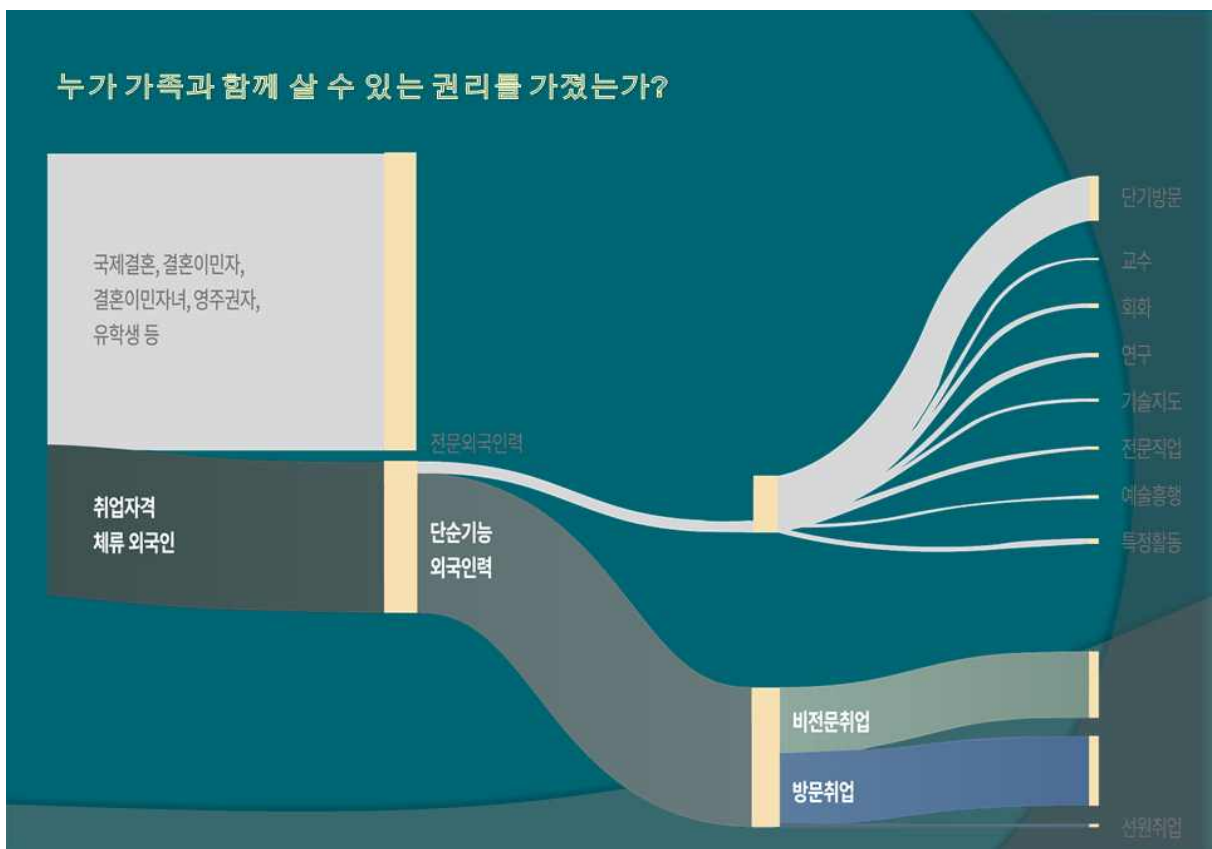 누가 가족과 함께 살 수 있는 권리를 가졌는가?
국제결혼, 결혼이민자,
결혼이민자녀, 영주권자,
유학생 등
전문외국인력
취업자격
체류 외국인
단순기능
외국인력
단기방문
교수
회화
연구
기술지도
전문직업
예술흥행
특정활동
비전문취업
방문취업
선원취업